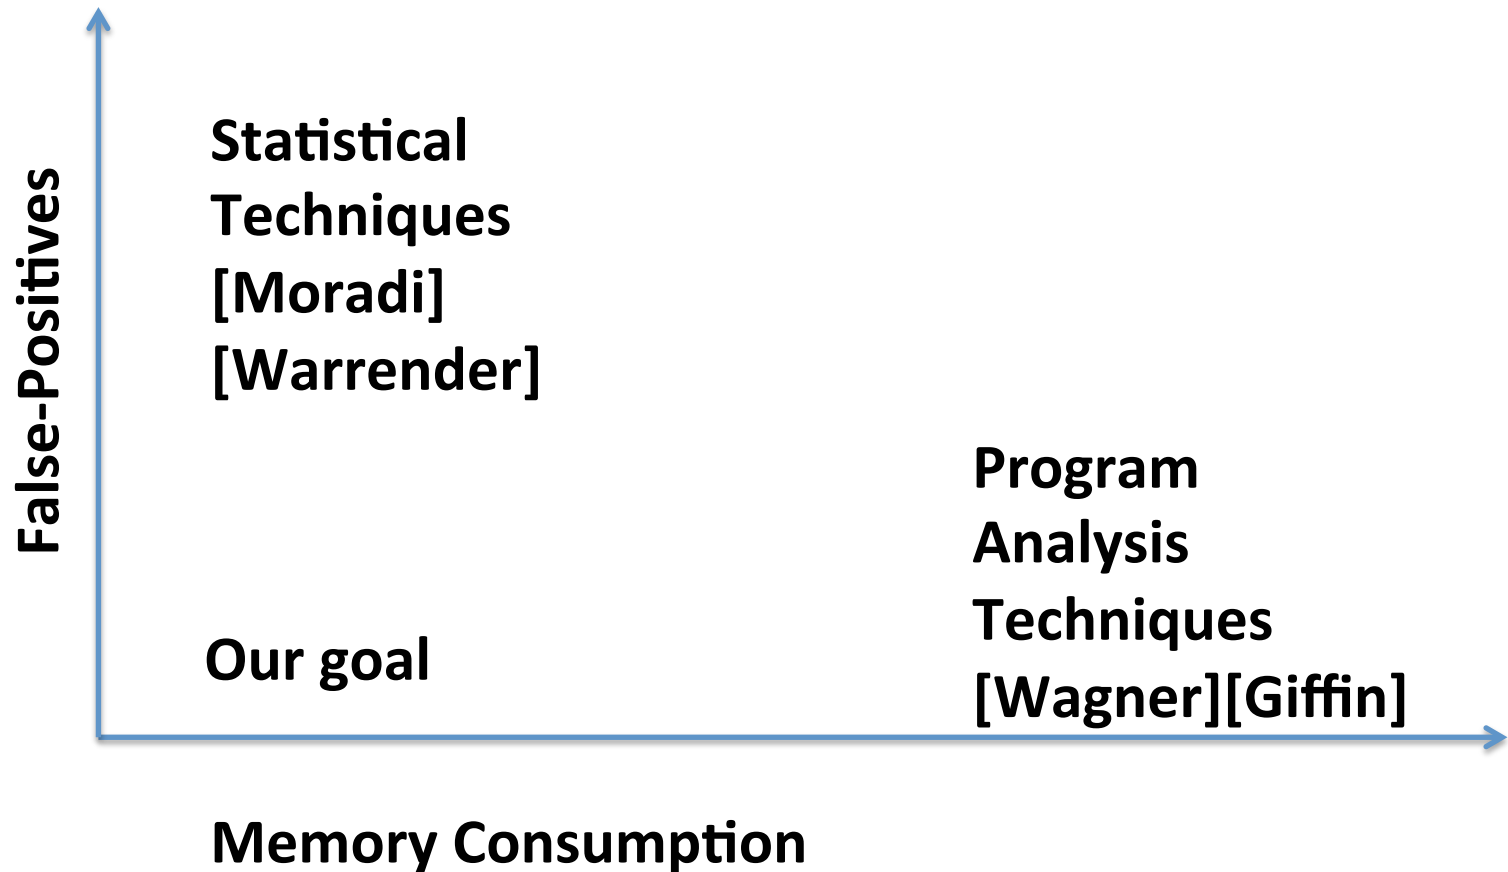 False-Positives
Statistical
Techniques
[Moradi]
[Warrender]
Program
Analysis
Techniques
[Wagner][Giffin]
Our goal
Memory Consumption